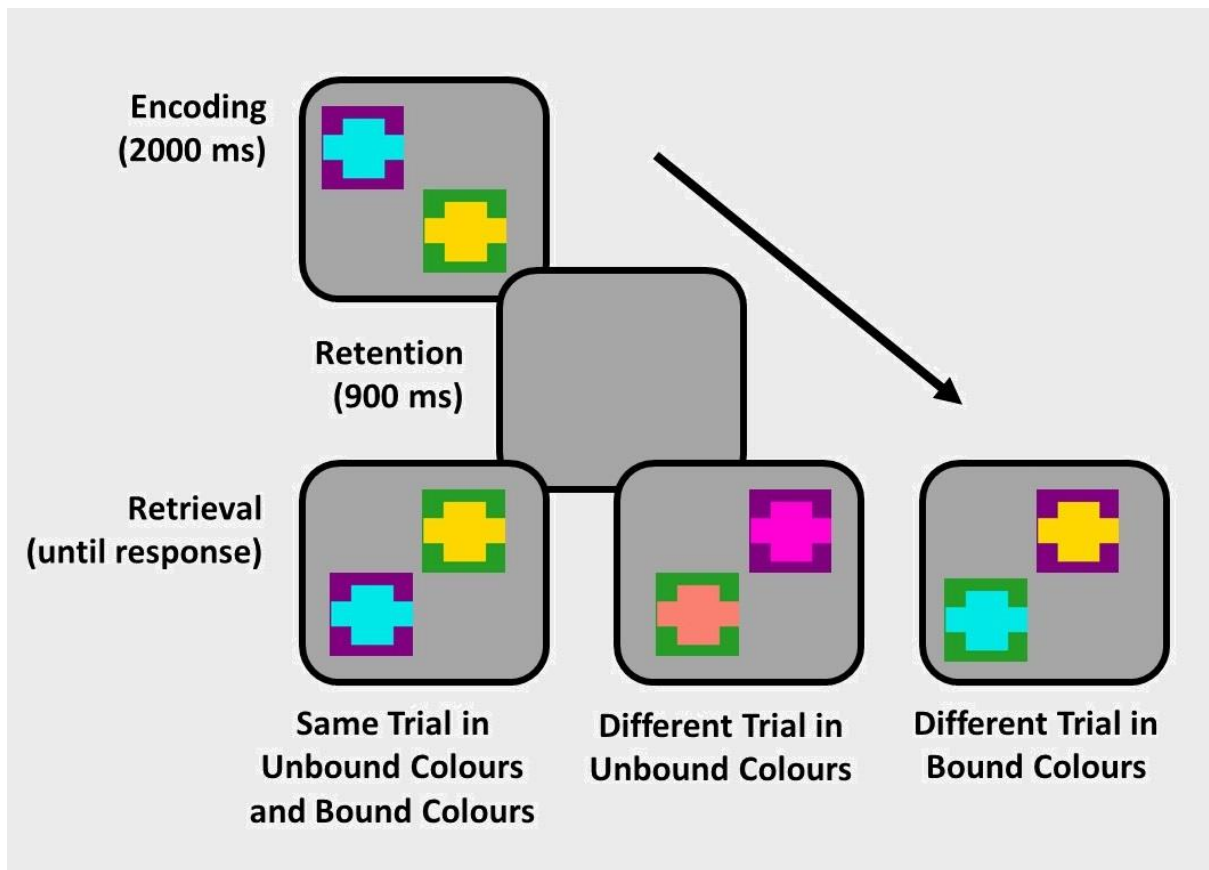 Encoding
(2000 ms)
Retention
(900 ms)
Retrieval
(until response)
Same Trial in
Unbound Colours
and Bound Colours
Different Trial in
Unbound Colours
Different Trial in
Bound Colours